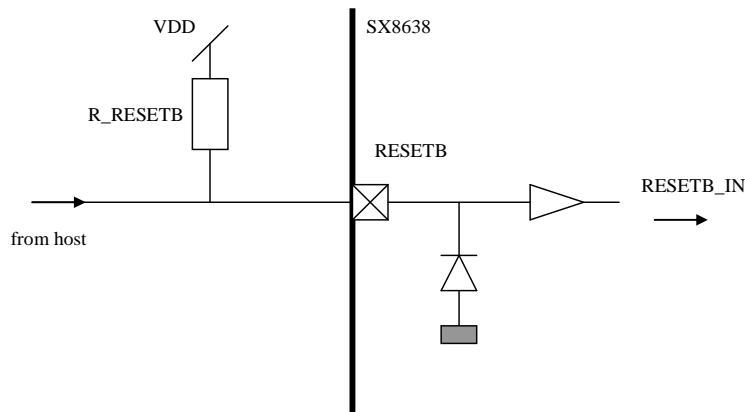 VDD
SX8638
R_RESETB
RESETB
RESETB_IN
from host